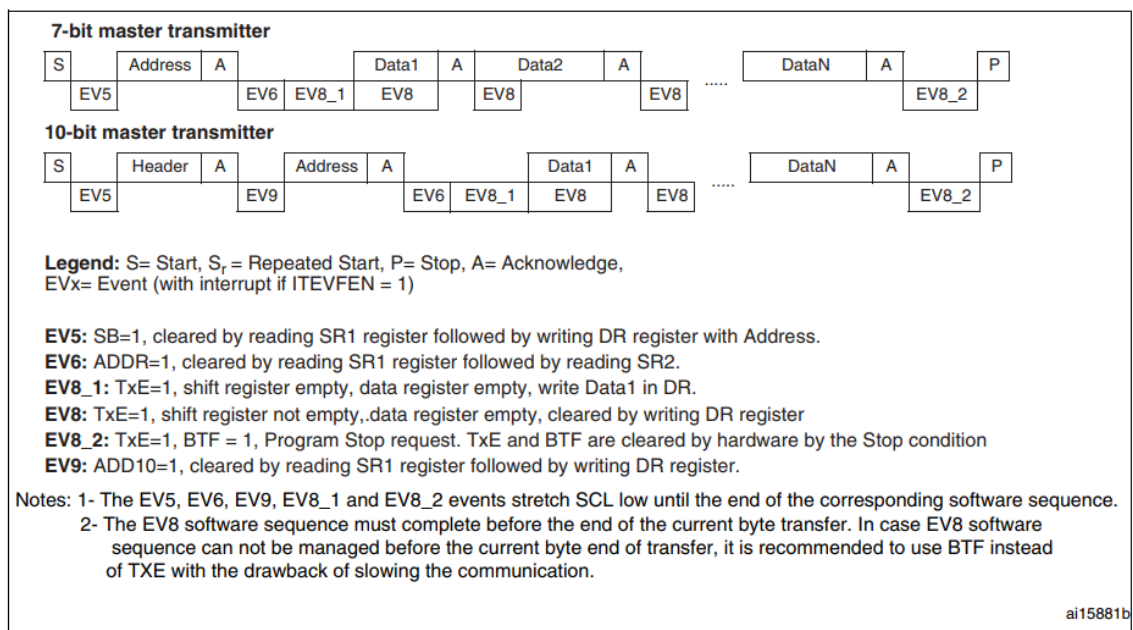 7-bit master transmitter
S Address A Data1 A Data2 A ..... DataN A P
EV5 EV6 EV8_1 EV8 EV8 EV8 EV8_2
10-bit master transmitter
S Header A Address A Data1 A ..... DataN A P
EV5 EV9 EV6 EV8_1 EV8 EV8 EV8_2
Legend: S= Start, Sr = Repeated Start, P= Stop, A= Acknowledge,
EVx= Event (with interrupt if ITEVFEN = 1)
EV5: SB=1, cleared by reading SR1 register followed by writing DR register with Address.
EV6: ADDR=1, cleared by reading SR1 register followed by reading SR2.
EV8_1: TxE=1, shift register empty, data register empty, write Data1 in DR.
EV8: TxE=1, shift register not empty,.data register empty, cleared by writing DR register
EV8_2: TxE=1, BTF = 1, Program Stop request. TxE and BTF are cleared by hardware by the Stop condition
EV9: ADD10=1, cleared by reading SR1 register followed by writing DR register.
Notes: 1- The EV5, EV6, EV9, EV8_1 and EV8_2 events stretch SCL low until the end of the corresponding software sequence.
2- The EV8 software sequence must complete before the end of the current byte transfer. In case EV8 software
sequence can not be managed before the current byte end of transfer, it is recommended to use BTF instead
of TXE with the drawback of slowing the communication.
ai15881b